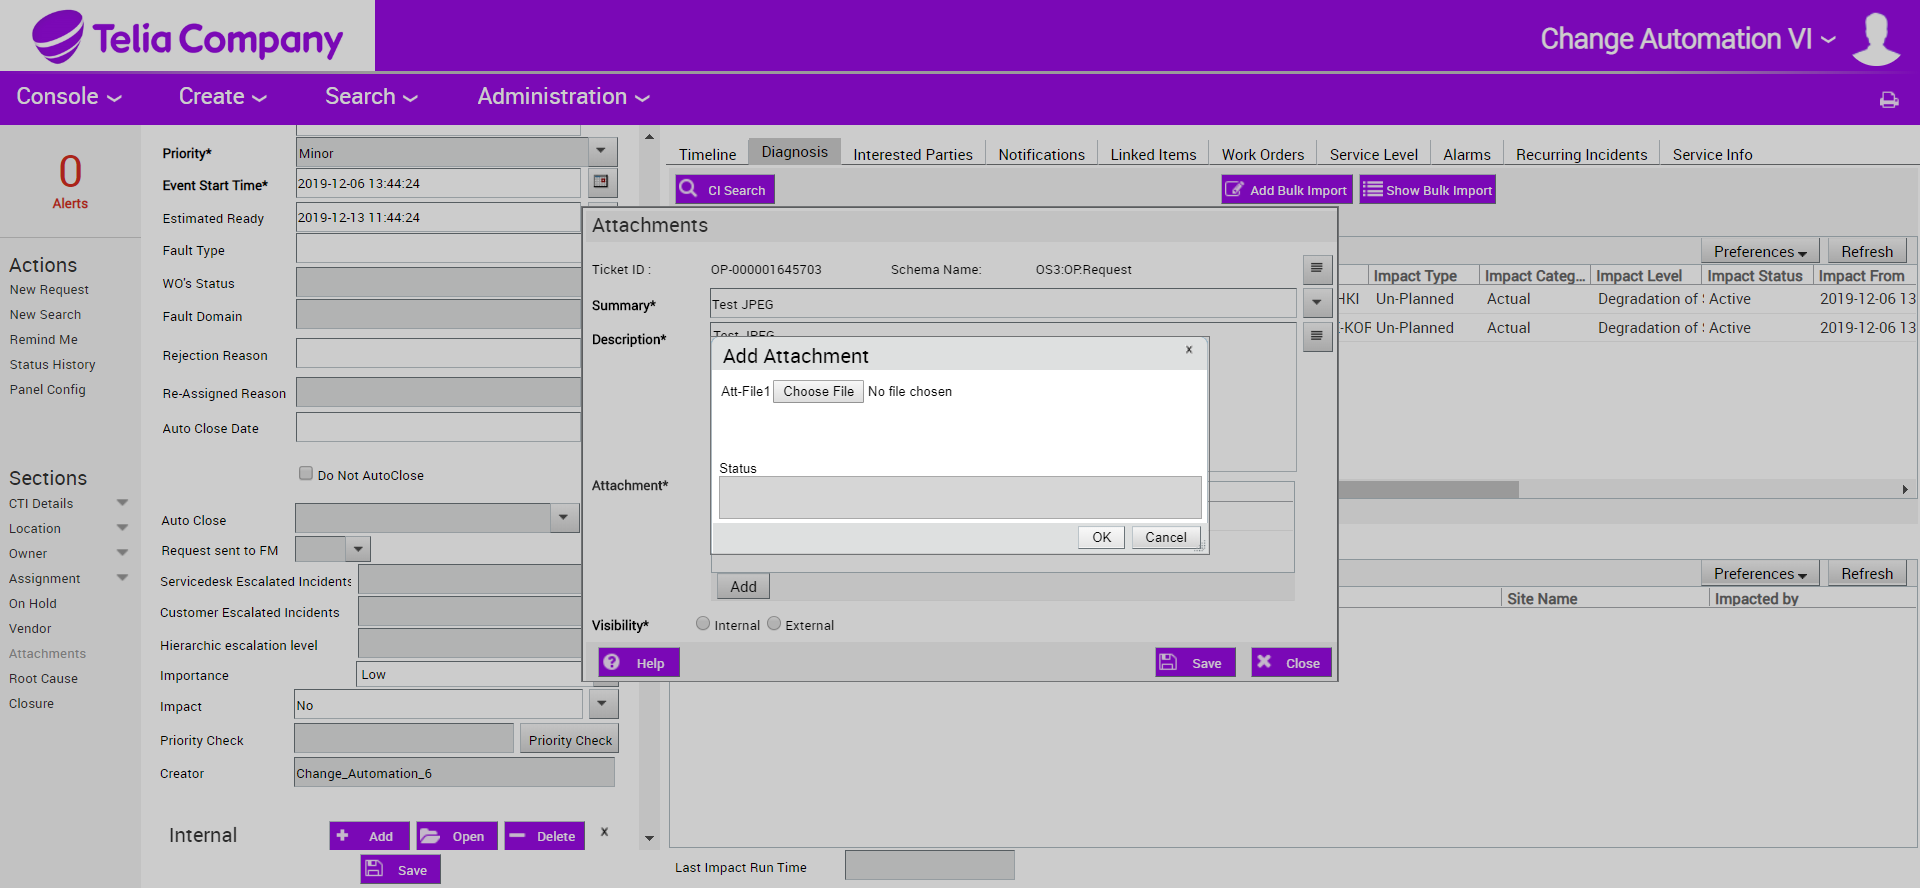 Telia Company
Change Automation VI
Console
Create
Search
Administration
0
Alerts
Actions
New Request
New Search
Remind Me
Status History
Panel Config
Sections
CTI Details
Location
Owner
Assignment
On Hold
Vendor
Attachments
Root Cause
Closure
Priority* Minor
Event Start Time* 2019-12-06 13:44:24
Estimated Ready 2019-12-13 11:44:24
Fault Type
WO's Status
Fault Domain
Rejection Reason
Re-Assigned Reason
Auto Close Date
Do Not AutoClose
Auto Close
Request sent to FM
Servicedesk Escalated Incidents
Customer Escalated Incidents
Hierarchic escalation level
Importance Low
Impact No
Priority Check Priority Check
Creator Change_Automation_6
Internal Add Open Delete x
Save
Timeline Diagnosis Interested Parties Notifications Linked Items Work Orders Service Level Alarms Recurring Incidents Service Info
CI Search Add Bulk Import Show Bulk Import
Preferences Refresh
Impact Type Impact Categ... Impact Level Impact Status Impact From
HKI Un-Planned Actual Degradation of Active 2019-12-06 13
-KOF Un-Planned Actual Degradation of Active 2019-12-06 13
Preferences Refresh
Site Name Impacted by
Last Impact Run Time
Attachments
Ticket ID : OP-000001645703 Schema Name: OS3:OP:Request
Summary* Test JPEG
Description* Test JPEG
Attachment*
Add
Visibility* Internal External
Help Save Close
Add Attachment x
Att-File1 Choose File No file chosen
Status
OK Cancel